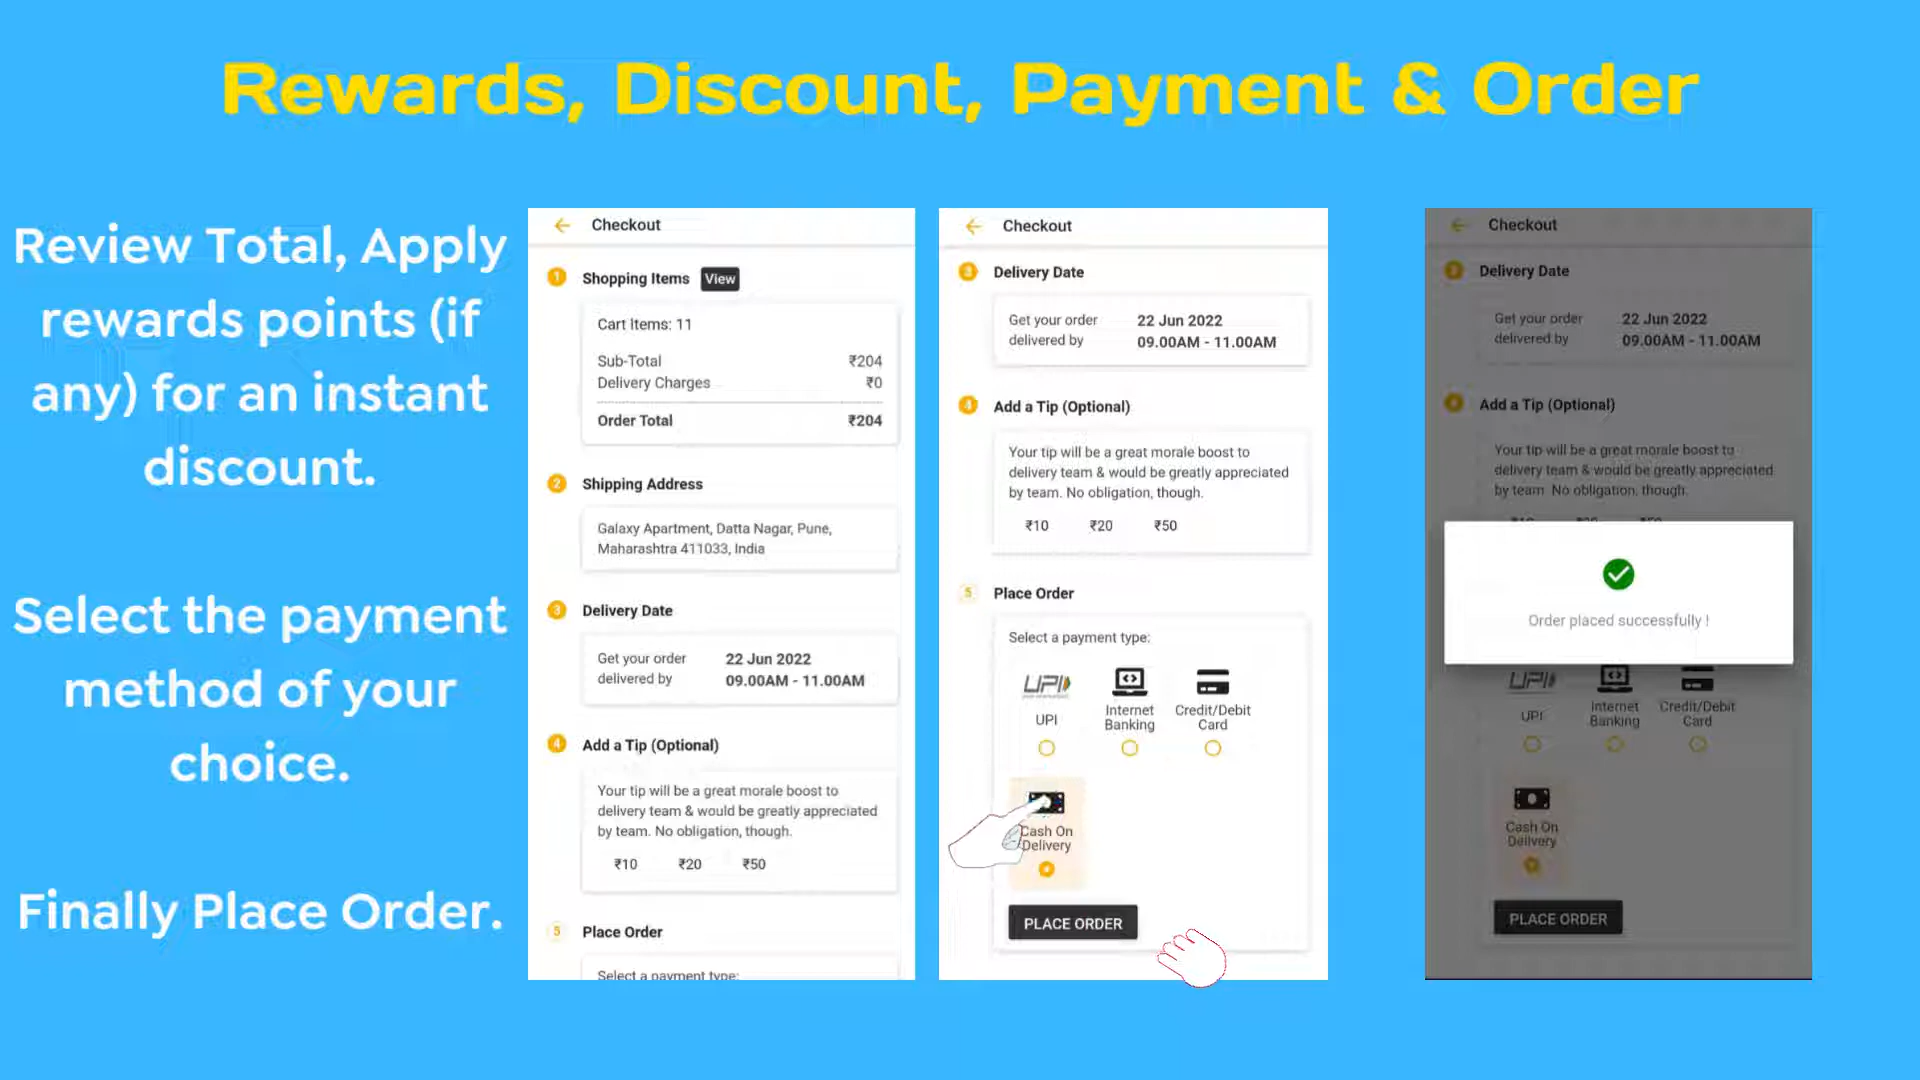 Rewards, Discount, Payment & Order
Review Total, Apply
rewards points (if
any) for an instant
discount.
Select the payment
method of your
choice.
Finally Place Order.
Checkout
1 Shopping Items View
Cart Items: 11
Sub-Total ₹204
Delivery Charges ₹0
Order Total ₹204
2 Shipping Address
Galaxy Apartment, Datta Nagar, Pune,
Maharashtra 411033, India
3 Delivery Date
Get your order 22 Jun 2022
delivered by 09.00AM - 11.00AM
4 Add a Tip (Optional)
Your tip will be a great morale boost to
delivery team & would be greatly appreciated
by team. No obligation, though.
₹10 ₹20 ₹50
5 Place Order
Select a payment type:
Checkout
3 Delivery Date
Get your order 22 Jun 2022
delivered by 09.00AM - 11.00AM
4 Add a Tip (Optional)
Your tip will be a great morale boost to
delivery team & would be greatly appreciated
by team. No obligation, though.
₹10 ₹20 ₹50
5 Place Order
Select a payment type:
UPI
UPI
Internet
Banking
Credit/Debit
Card
Cash On
Delivery
PLACE ORDER
Checkout
3 Delivery Date
Get your order 22 Jun 2022
delivered by 09.00AM - 11.00AM
4 Add a Tip (Optional)
Your tip will be a great morale boost to
delivery team & would be greatly appreciated
by team. No obligation, though.
₹10 ₹20 ₹50
Order placed successfully !
UPI
UPI
Internet
Banking
Credit/Debit
Card
Cash On
Delivery
PLACE ORDER